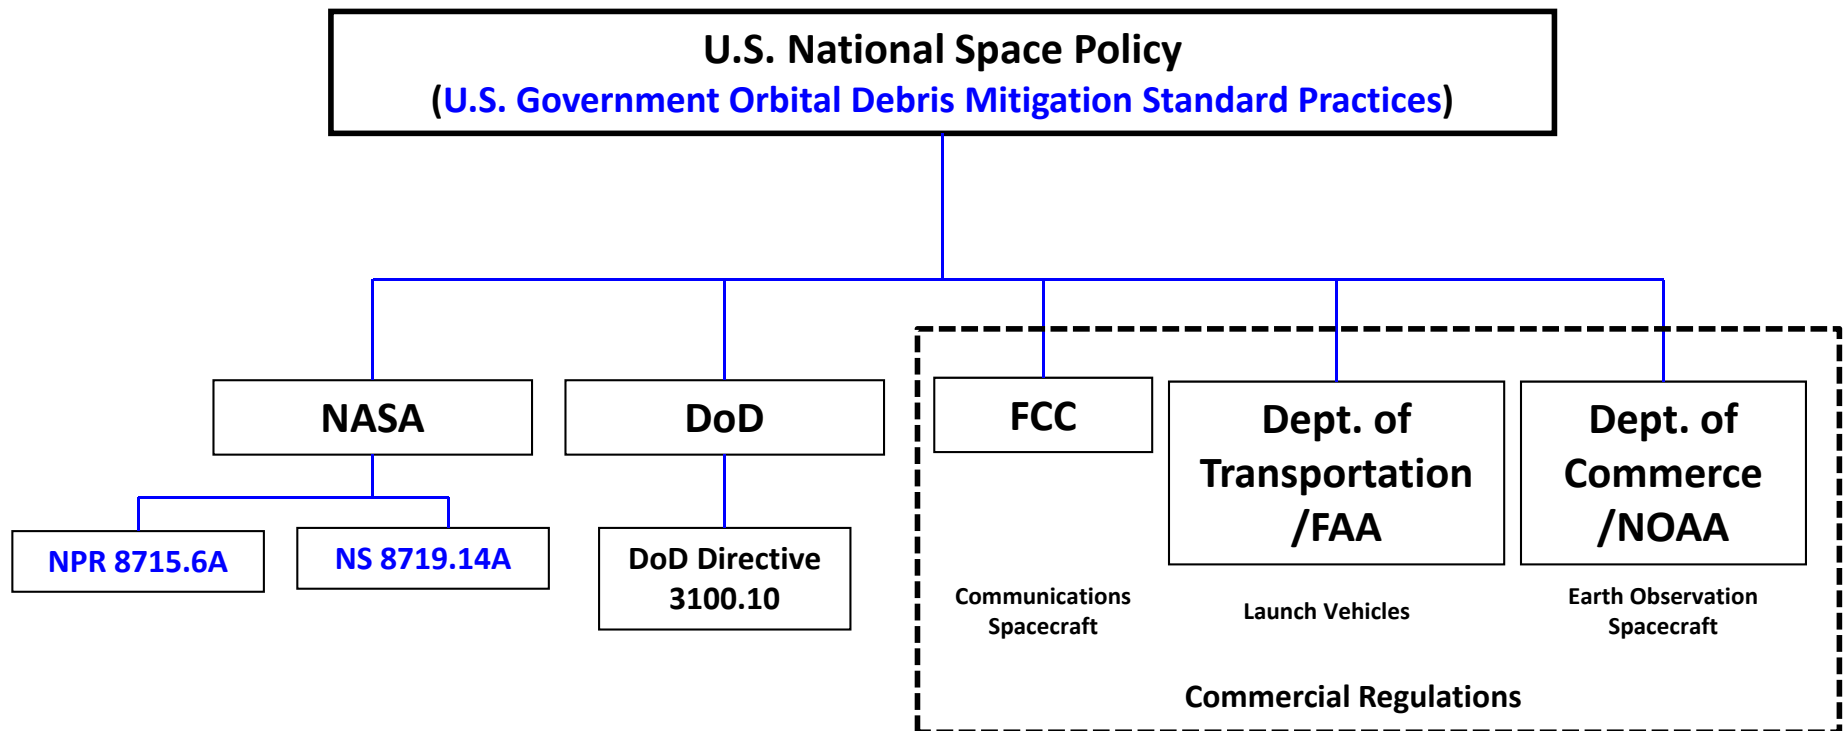 U.S. National Space Policy
(U.S. Government Orbital Debris Mitigation Standard Practices)
NASA
DoD
FCC
Dept. of
Transportation
/FAA
Dept. of
Commerce
/NOAA
NPR 8715.6A
NS 8719.14A
DoD Directive
3100.10
Communications
Spacecraft
Launch Vehicles
Earth Observation
Spacecraft
Commercial Regulations